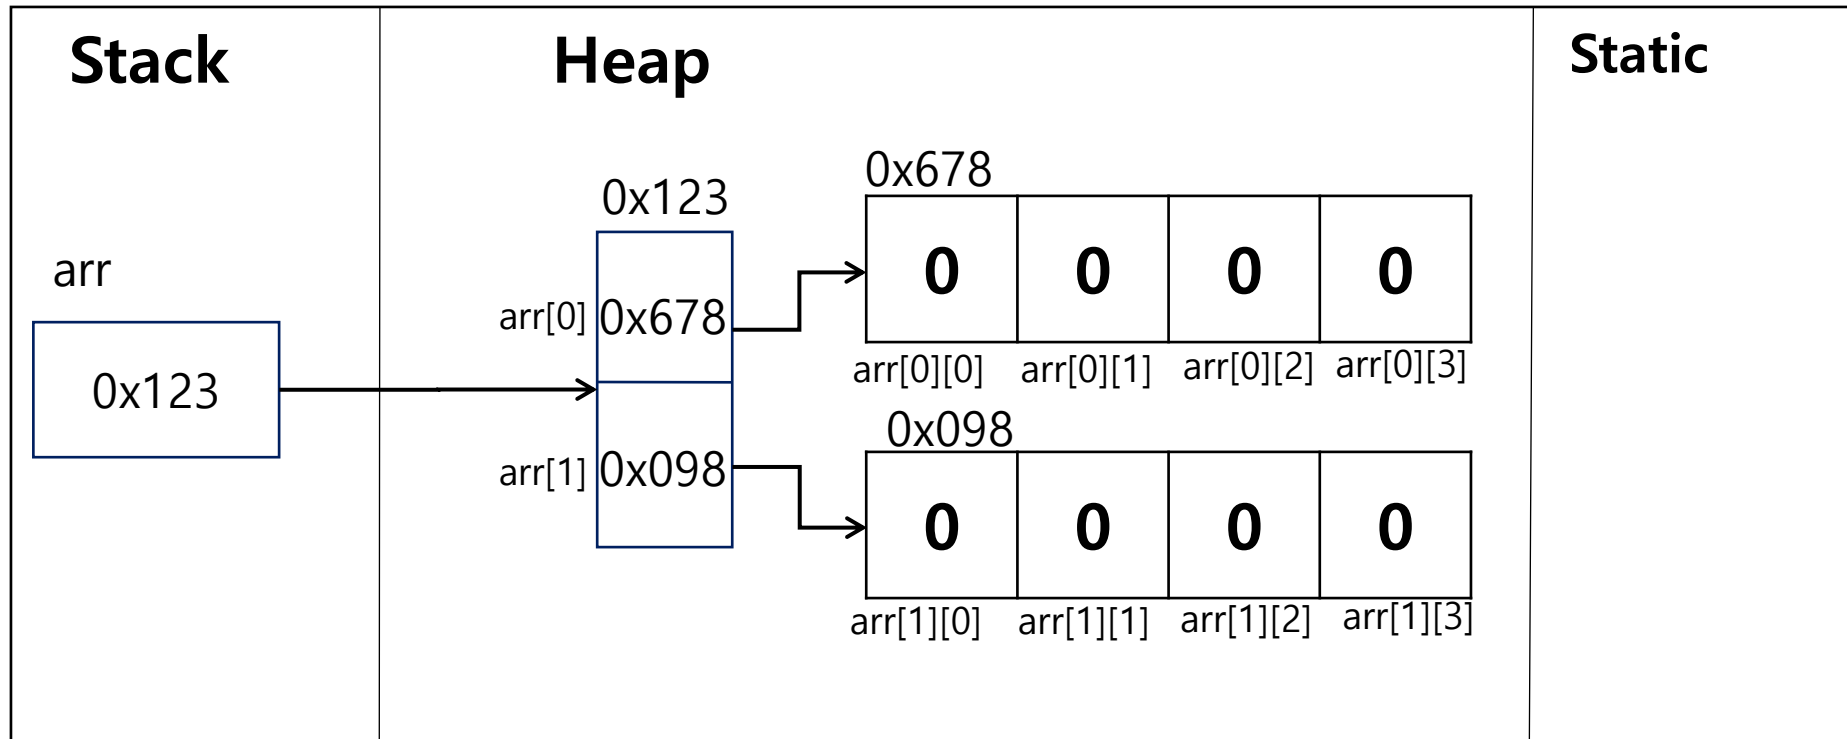 Stack
Heap
Static
0x678
0x123
0 0 0 0
arr
arr[0] 0x678
arr[0][0] arr[0][1] arr[0][2] arr[0][3]
0x123
0x098
arr[1] 0x098
0 0 0 0
arr[1][0] arr[1][1] arr[1][2] arr[1][3]